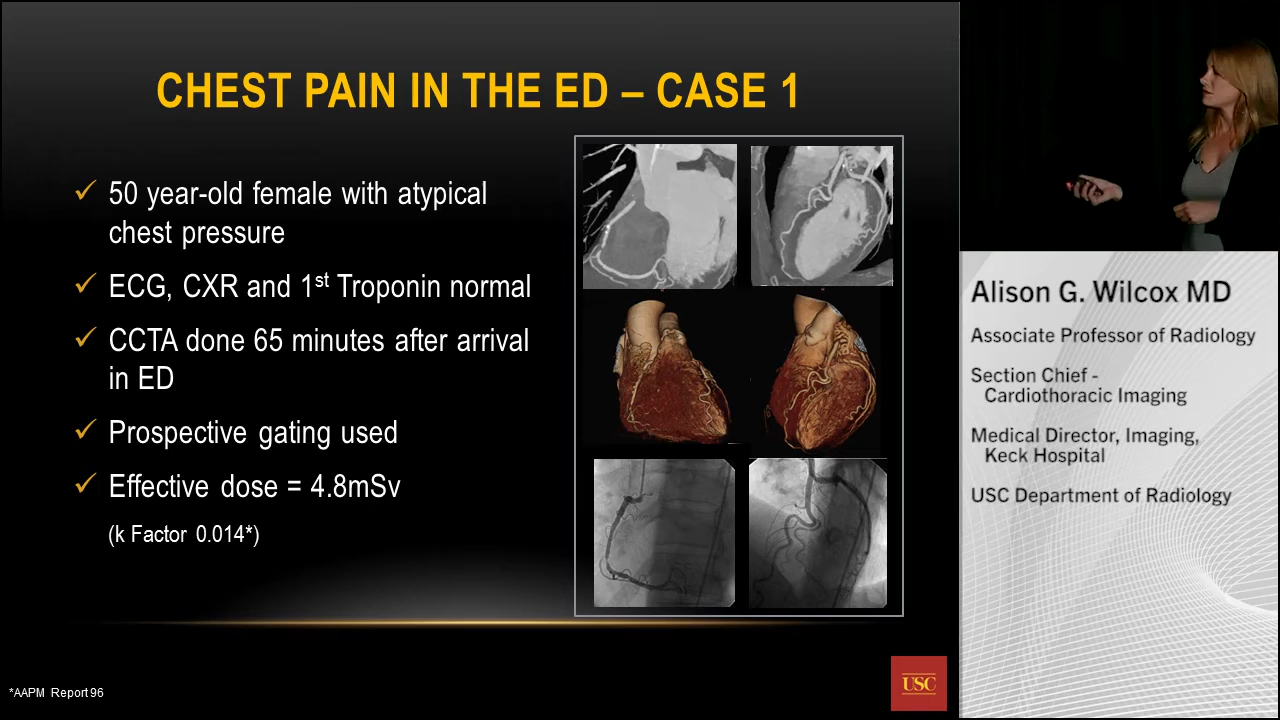 CHEST PAIN IN THE ED – CASE 1
✓ 50 year-old female with atypical
chest pressure
✓ ECG, CXR and 1st Troponin normal
✓ CCTA done 65 minutes after arrival
in ED
✓ Prospective gating used
✓ Effective dose = 4.8mSv
(k Factor 0.014*)
*AAPM Report 96
USC
Alison G. Wilcox MD
Associate Professor of Radiology
Section Chief -
Cardiothoracic Imaging
Medical Director, Imaging,
Keck Hospital
USC Department of Radiology